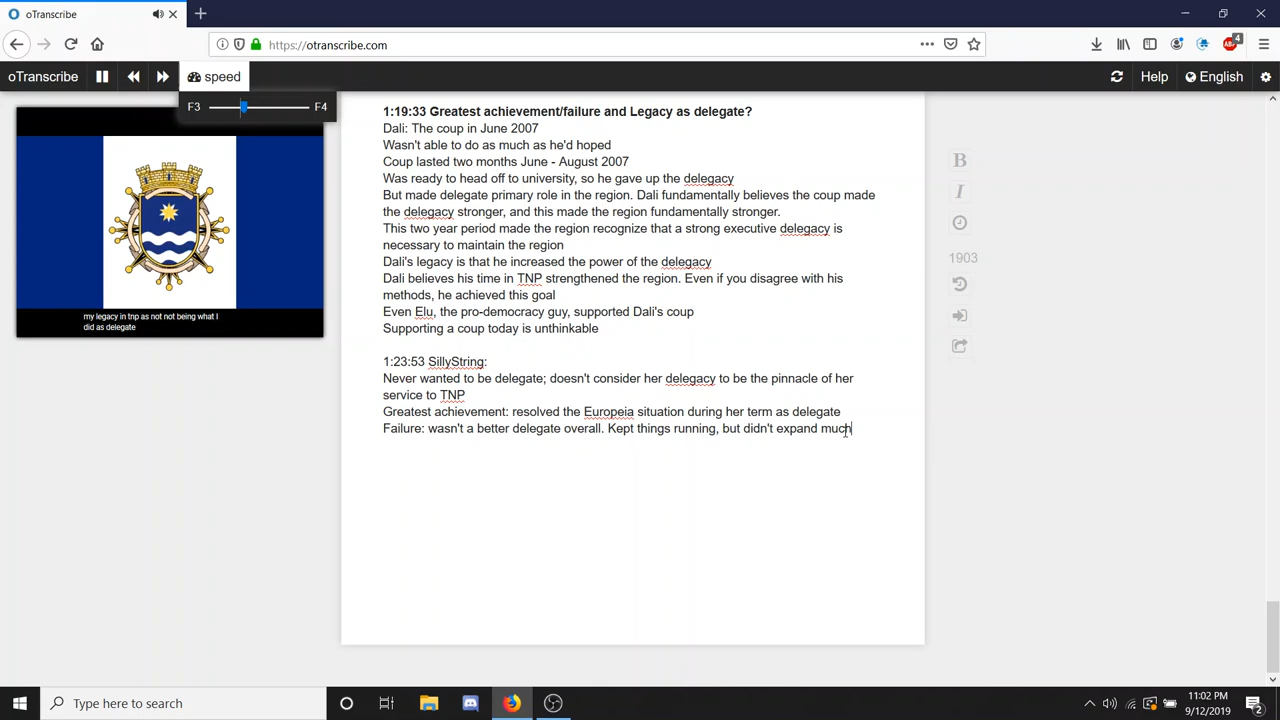 oTranscribe
https://otranscribe.com
4
oTranscribe
speed
Help
English
F3
F4
my legacy in tnp as not not being what I
did as delegate
1:19:33 Greatest achievement/failure and Legacy as delegate?
Dali: The coup in June 2007
Wasn't able to do as much as he'd hoped
Coup lasted two months June - August 2007
Was ready to head off to university, so he gave up the delegacy
But made delegate primary role in the region. Dali fundamentally believes the coup made
the delegacy stronger, and this made the region fundamentally stronger.
This two year period made the region recognize that a strong executive delegacy is
necessary to maintain the region
Dali's legacy is that he increased the power of the delegacy
Dali believes his time in TNP strengthened the region. Even if you disagree with his
methods, he achieved this goal
Even Elu, the pro-democracy guy, supported Dali's coup
Supporting a coup today is unthinkable
1:23:53 SillyString:
Never wanted to be delegate; doesn't consider her delegacy to be the pinnacle of her
service to TNP
Greatest achievement: resolved the Europeia situation during her term as delegate
Failure: wasn't a better delegate overall. Kept things running, but didn't expand much
B
I
1903
Type here to search
11:02 PM
9/12/2019
2